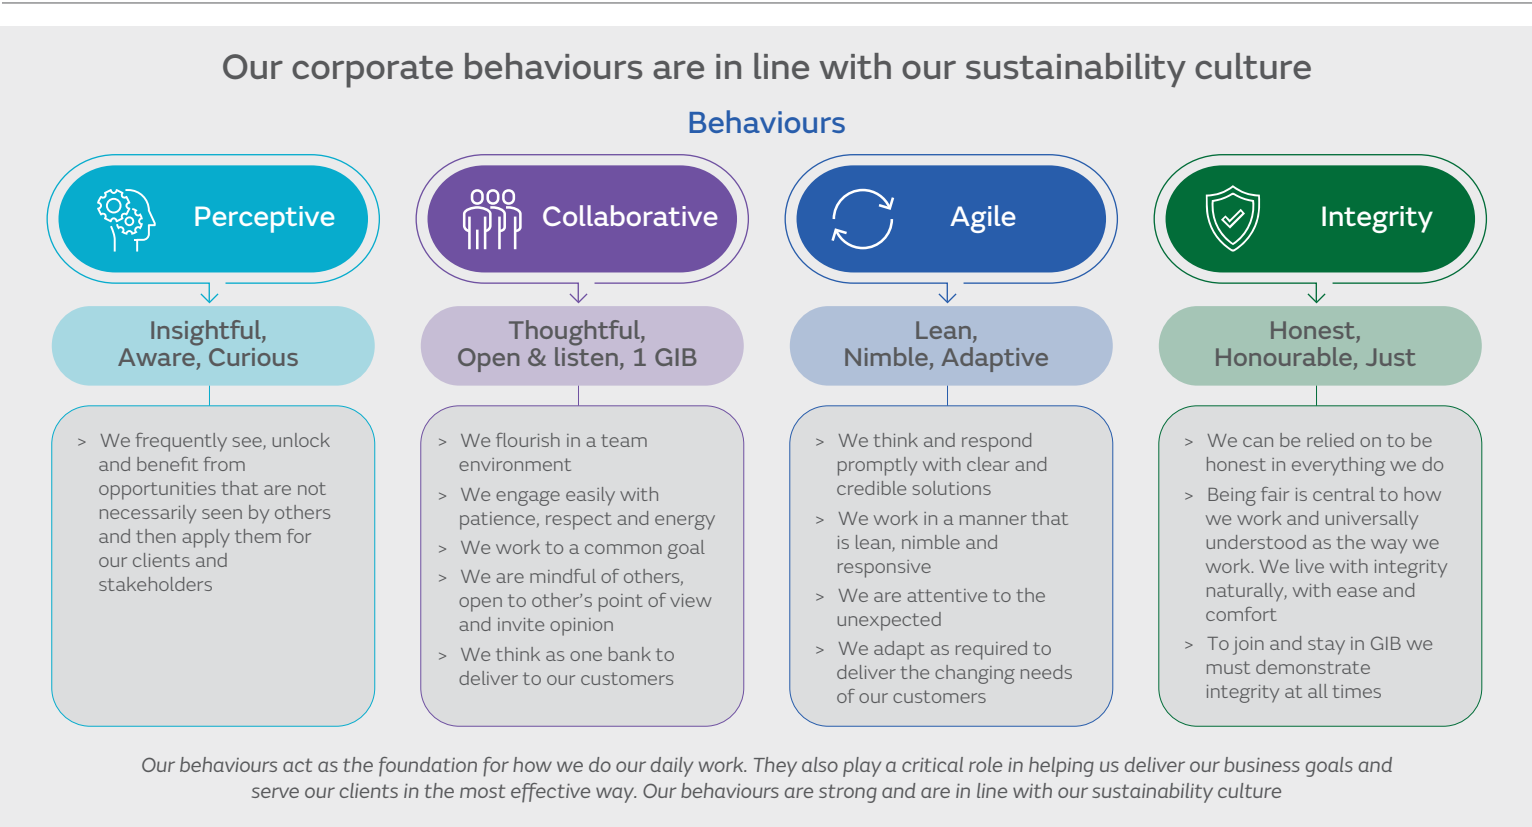 Our corporate behaviours are in line with our sustainability culture
Behaviours
Perceptive
Insightful,
Aware, Curious
> We frequently see, unlock
and benefit from
opportunities that are not
necessarily seen by others
and then apply them for
our clients and
stakeholders
Collaborative
Thoughtful,
Open & listen, 1 GIB
> We flourish in a team
environment
> We engage easily with
patience, respect and energy
> We work to a common goal
> We are mindful of others,
open to other’s point of view
and invite opinion
> We think as one bank to
deliver to our customers
Agile
Lean,
Nimble, Adaptive
> We think and respond
promptly with clear and
credible solutions
> We work in a manner that
is lean, nimble and
responsive
> We are attentive to the
unexpected
> We adapt as required to
deliver the changing needs
of our customers
Integrity
Honest,
Honourable, Just
> We can be relied on to be
honest in everything we do
> Being fair is central to how
we work and universally
understood as the way we
work. We live with integrity
naturally, with ease and
comfort
> To join and stay in GIB we
must demonstrate
integrity at all times
Our behaviours act as the foundation for how we do our daily work. They also play a critical role in helping us deliver our business goals and
serve our clients in the most effective way. Our behaviours are strong and are in line with our sustainability culture